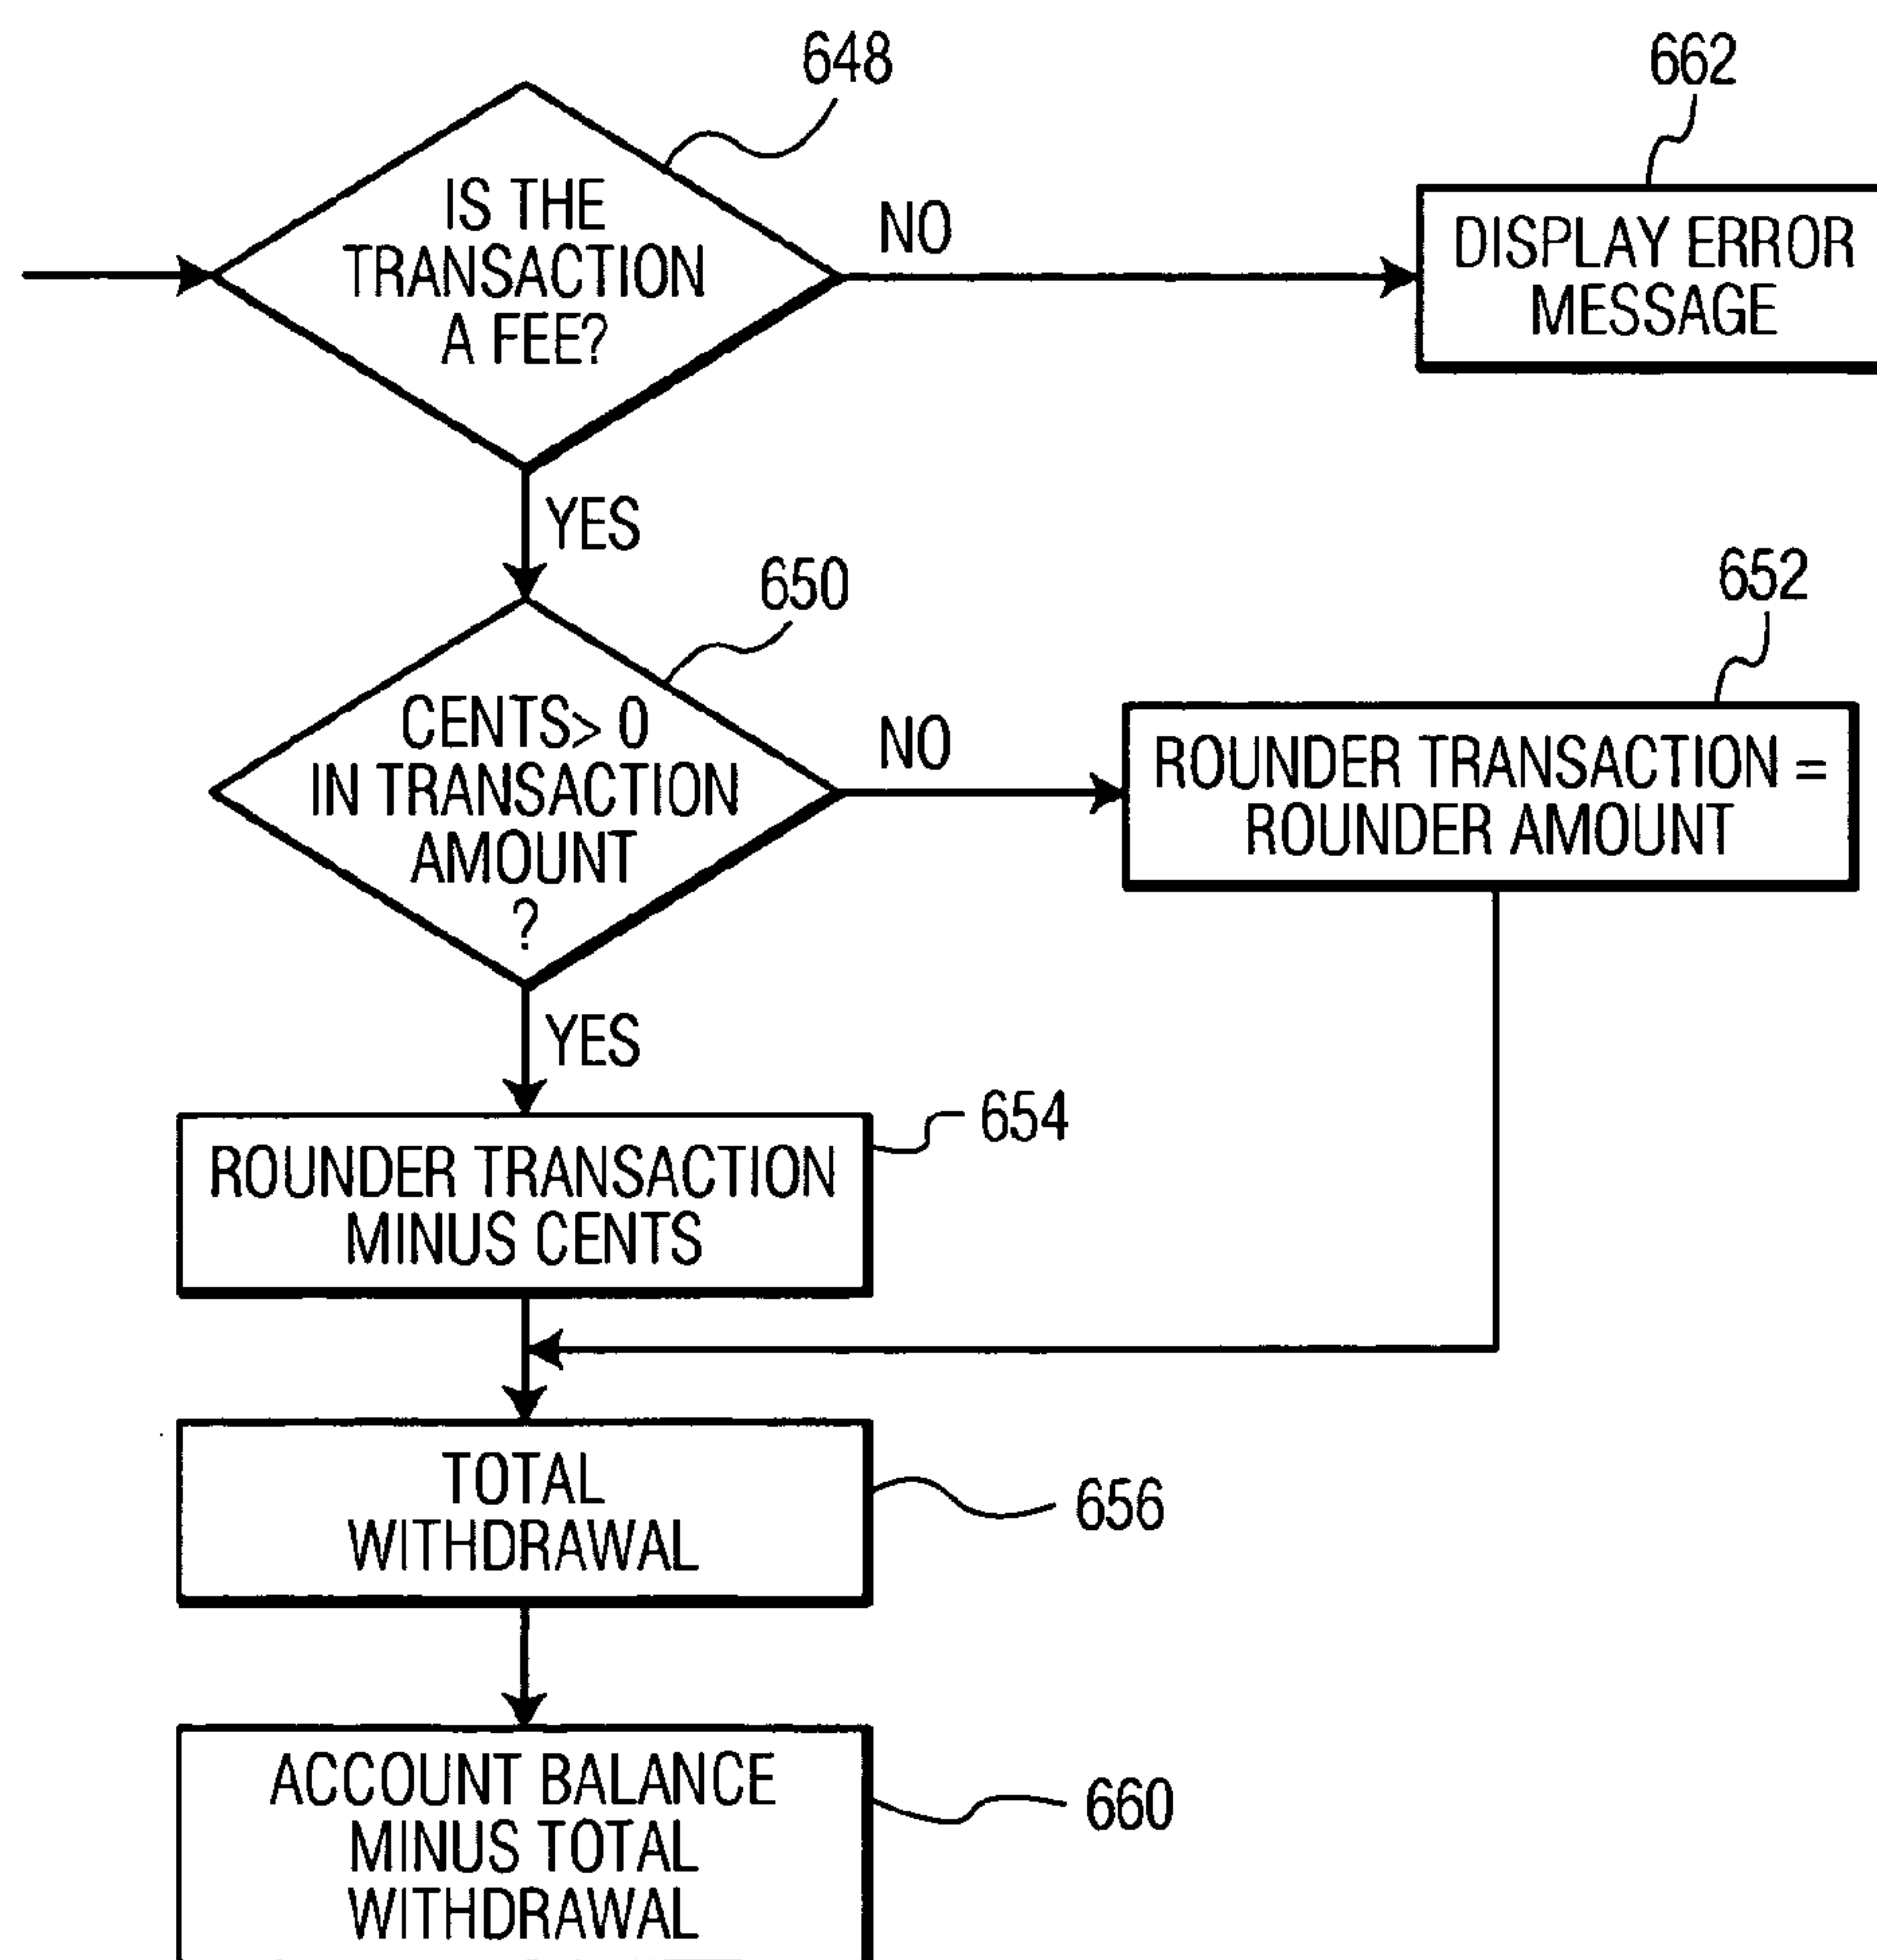 648
662
IS THE
TRANSACTION
A FEE?
NO
DISPLAY ERROR
MESSAGE
YES
650
652
CENTS> 0
IN TRANSACTION
AMOUNT
?
NO
ROUNDER TRANSACTION =
ROUNDER AMOUNT
YES
654
ROUNDER TRANSACTION
MINUS CENTS
TOTAL
WITHDRAWAL
656
ACCOUNT BALANCE
MINUS TOTAL
WITHDRAWAL
660